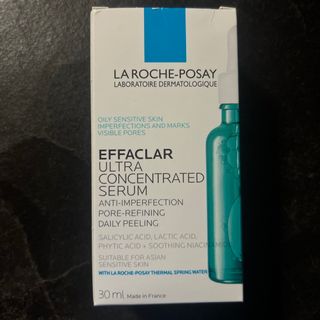 LA ROCHE-POSAY
LABORATOIRE DERMATOLOGIQUE
OILY SENSITIVE SKIN
IMPERFECTIONS AND MARKS
VISIBLE PORES
EFFACLAR
ULTRA
CONCENTRATED
SERUM
ANTI-IMPERFECTION
PORE-REFINING
DAILY PEELING
SALICYLIC ACID, LACTIC ACID,
PHYTIC ACID + SOOTHING NIACINAMIDE
SUITABLE FOR ASIAN
SENSITIVE SKIN
WITH LA ROCHE-POSAY THERMAL SPRING WATER
30ml Made in France